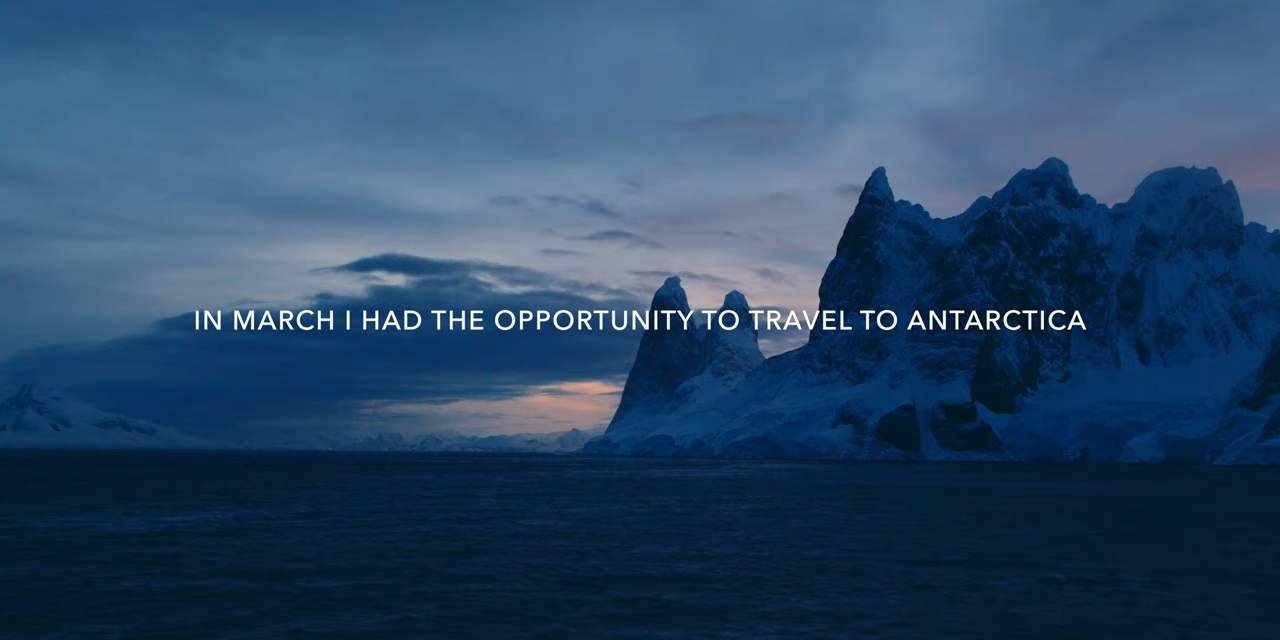 IN MARCH I HAD THE OPPORTUNITY TO TRAVEL TO ANTARCTICA